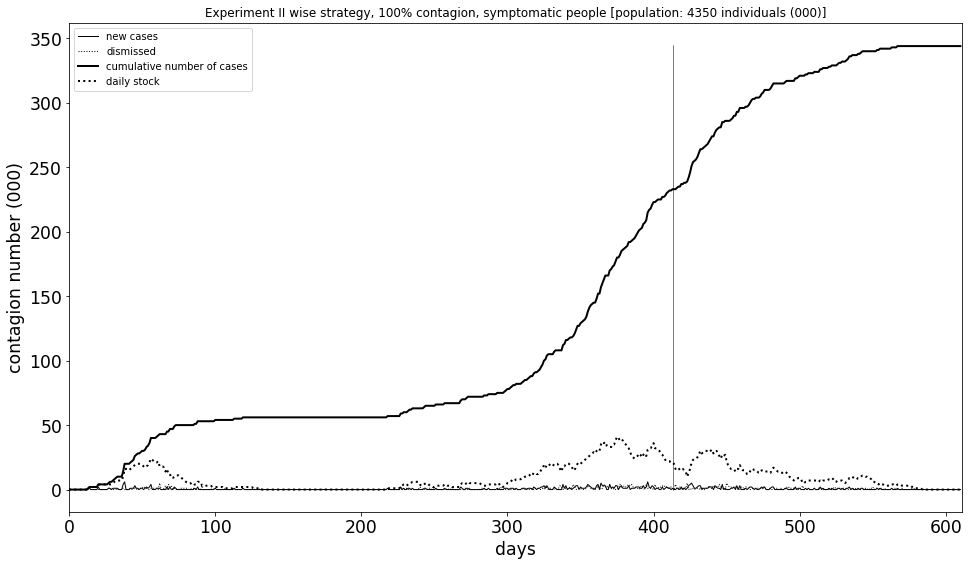 Experiment II wise strategy, 100% contagion, symptomatic people [population: 4350 individuals (000)]
new cases
dismissed
cumulative number of cases
daily stock
contagion number (000)
350
300
250
200
150
100
50
0
0 100 200 300 400 500 600
days